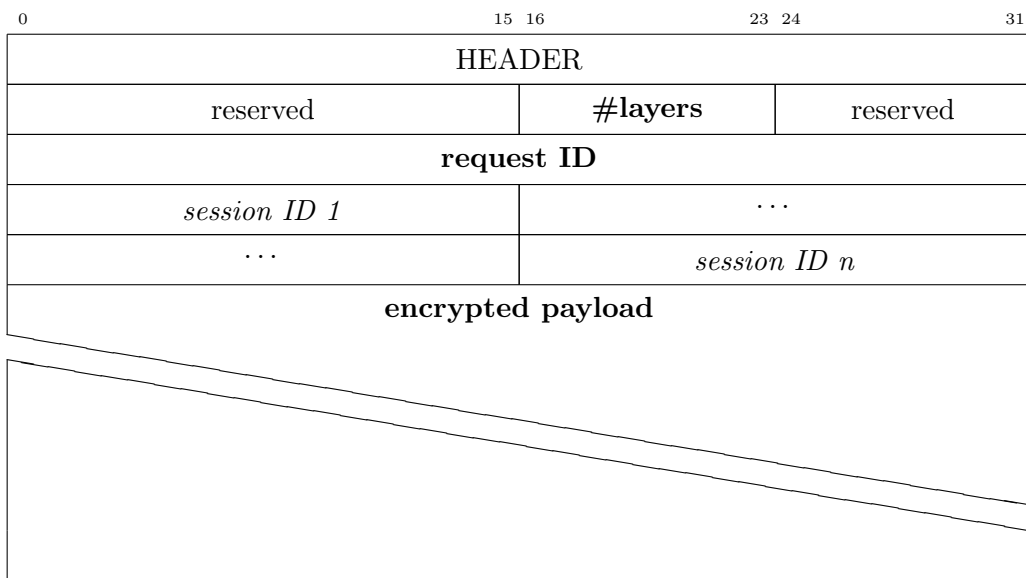 0 15 16 23 24 31
HEADER
reserved #layers reserved
request ID
session ID 1 ...
... session ID n
encrypted payload